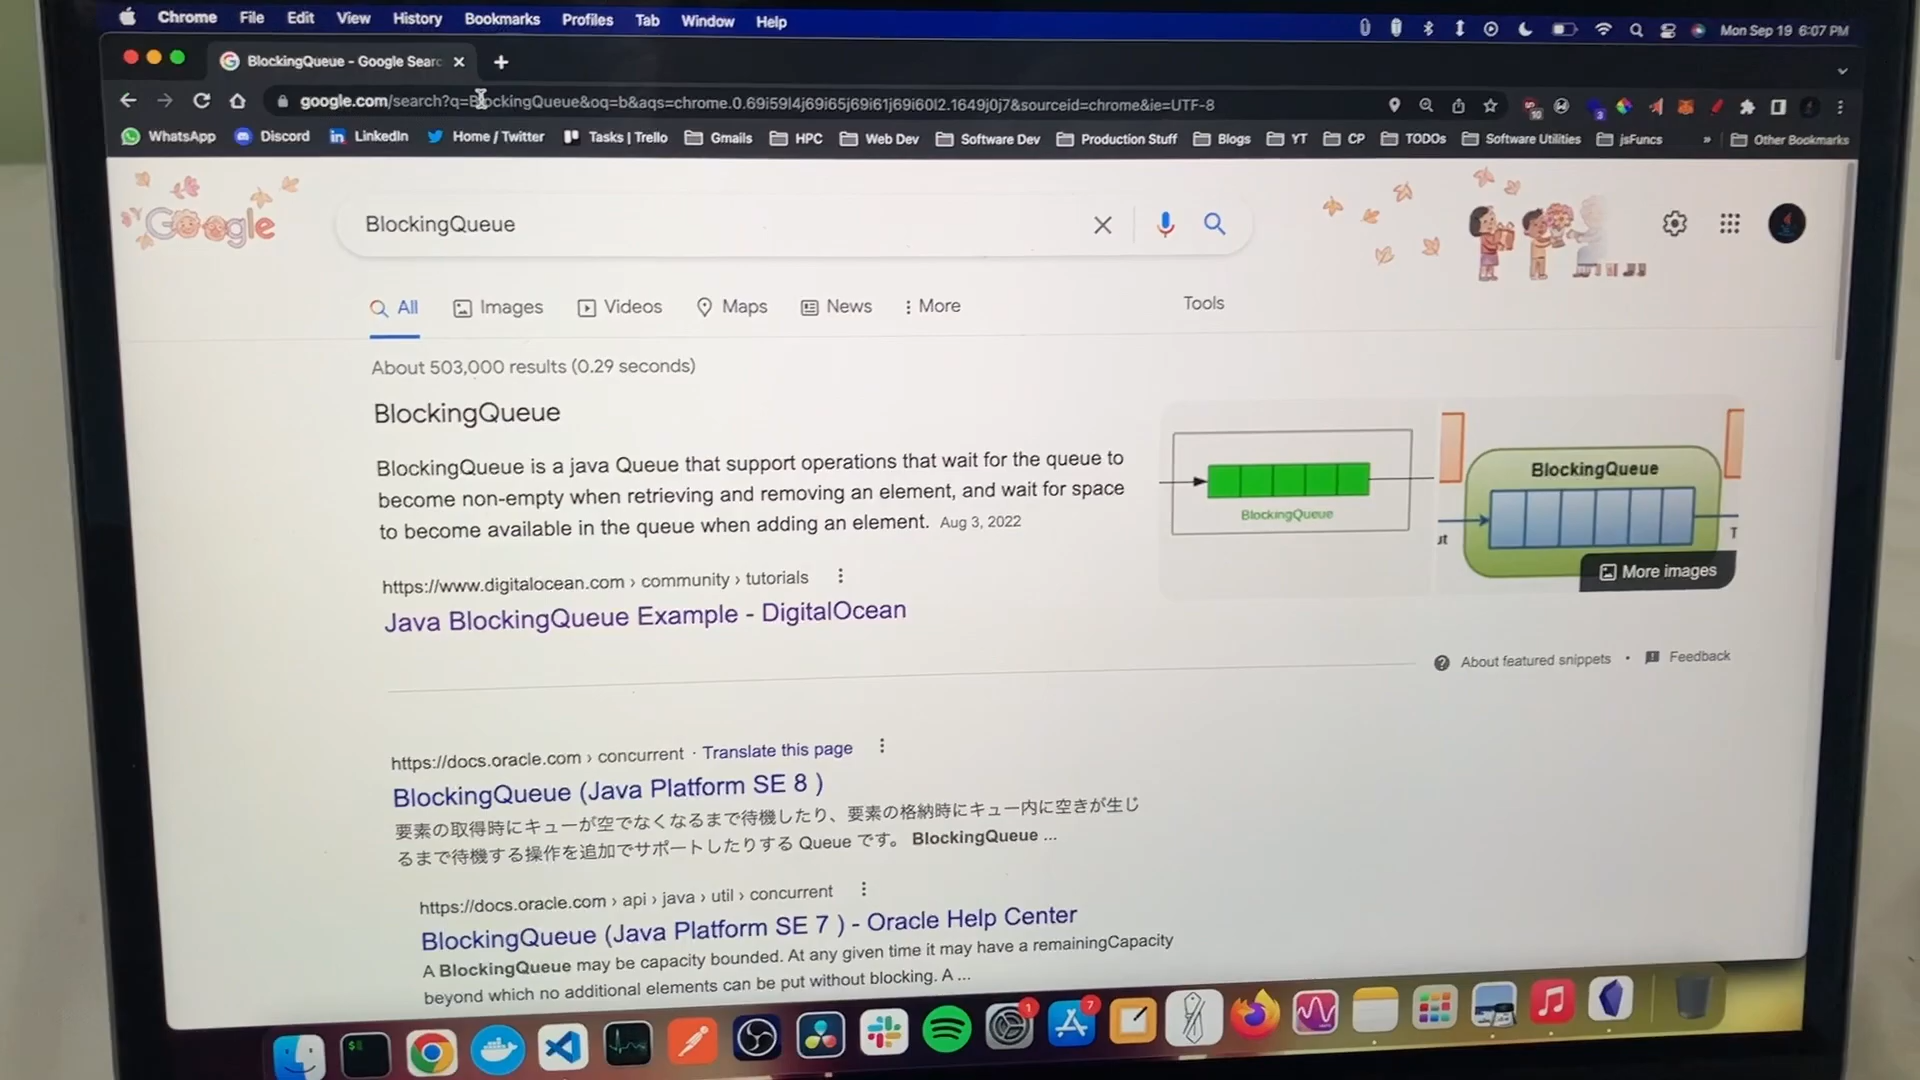 Chrome File Edit View History Bookmarks Profiles Tab Window Help Mon Sep 19 6:07 PM
BlockingQueue - Google Searc
google.com/search?q=BlockingQueue&oq=b&aqs=chrome.0.69i59l4j69i65j69i61j69i60l2.1649j0j7&sourceid=chrome&ie=UTF-8
WhatsApp Discord LinkedIn Home / Twitter Tasks | Trello Gmails HPC Web Dev Software Dev Production Stuff Blogs YT CP TODOs Software Utilities jsFuncs » Other Bookmarks
Google
BlockingQueue
All Images Videos Maps News More Tools
About 503,000 results (0.29 seconds)
BlockingQueue
BlockingQueue is a java Queue that support operations that wait for the queue to
become non-empty when retrieving and removing an element, and wait for space
to become available in the queue when adding an element. Aug 3, 2022
BlockingQueue
BlockingQueue
ut
T
More images
https://www.digitalocean.com › community › tutorials
Java BlockingQueue Example - DigitalOcean
About featured snippets • Feedback
https://docs.oracle.com › concurrent · Translate this page
BlockingQueue (Java Platform SE 8 )
要素の取得時にキューが空でなくなるまで待機したり、要素の格納時にキュー内に空きが生じ
るまで待機する操作を追加でサポートしたりする Queue です。 BlockingQueue ...
https://docs.oracle.com › api › java › util › concurrent
BlockingQueue (Java Platform SE 7 ) - Oracle Help Center
A BlockingQueue may be capacity bounded. At any given time it may have a remainingCapacity
beyond which no additional elements can be put without blocking. A ...
1
7